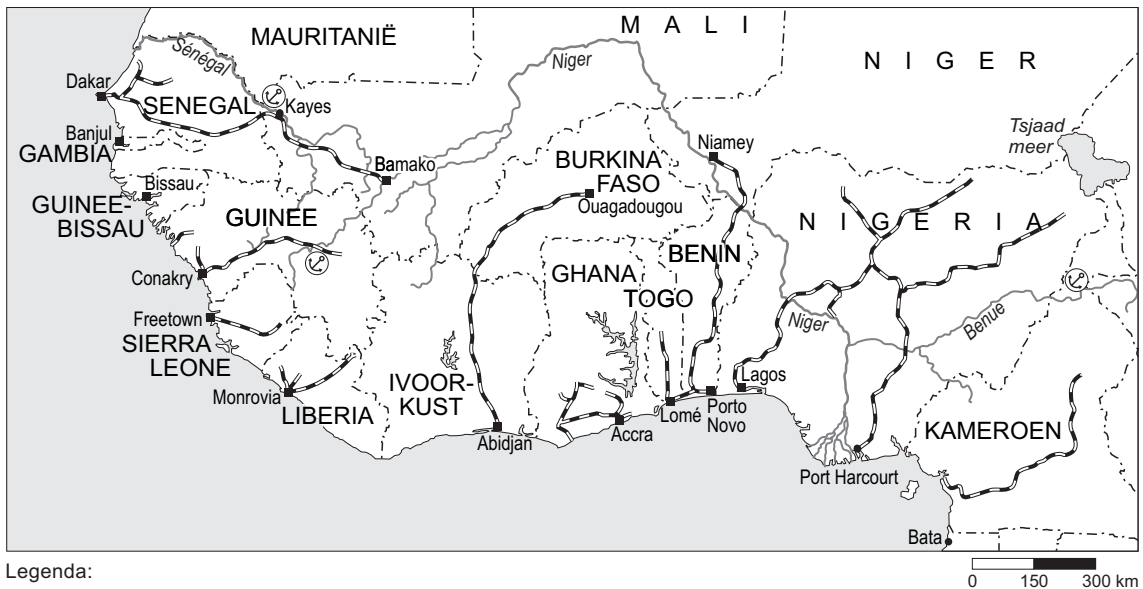 MAURITANIË
M A L I
N I G E R
Sénégal
Niger
Dakar
SENEGAL
Kayes
Tsjaad
meer
Banjul
GAMBIA
Niamey
Bamako
BURKINA
FASO
Bissau
Ouagadougou
GUINEE-
BISSAU
GUINEE
N I G E R I A
BENIN
Conakry
GHANA
TOGO
Freetown
Niger
Benue
SIERRA
LEONE
Monrovia
LIBERIA
IVOOR-
KUST
Lagos
Abidjan
Accra
Lomé
Porto
Novo
KAMEROEN
Port Harcourt
Bata
Legenda:
0 150 300 km